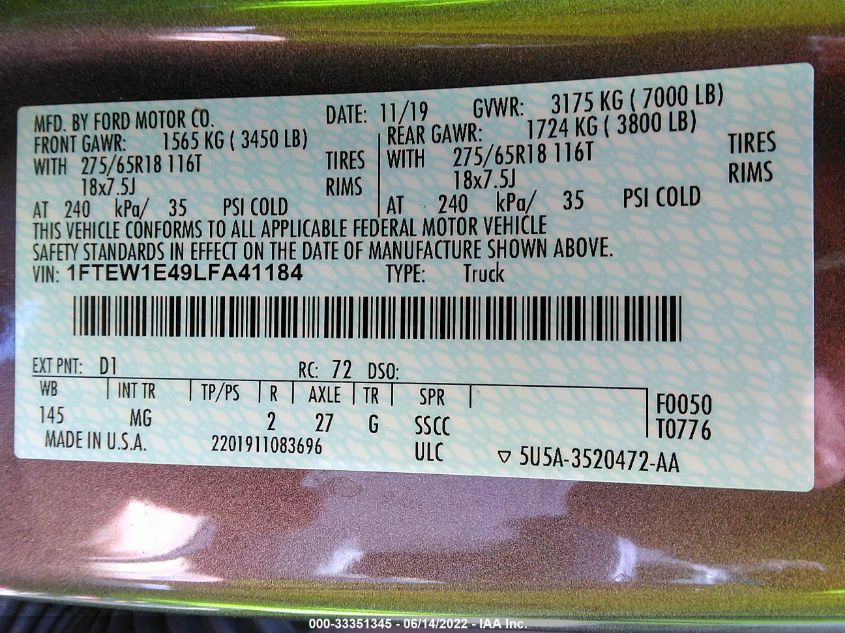 MFD. BY FORD MOTOR CO. DATE: 11/19 GVWR: 3175 KG ( 7000 LB)
FRONT GAWR: 1565 KG ( 3450 LB) REAR GAWR: 1724 KG ( 3800 LB)
WITH 275/65R18 116T TIRES WITH 275/65R18 116T TIRES
18x7.5J RIMS 18x7.5J RIMS
AT 240 kPa/ 35 PSI COLD AT 240 kPa/ 35 PSI COLD
THIS VEHICLE CONFORMS TO ALL APPLICABLE FEDERAL MOTOR VEHICLE
SAFETY STANDARDS IN EFFECT ON THE DATE OF MANUFACTURE SHOWN ABOVE.
VIN: 1FTEW1E49LFA41184 TYPE: Truck
EXT PNT: D1 RC: 72 DSO:
WB INT TR TP/PS R AXLE TR SPR F0050
145 MG 2 27 G SSCC T0776
MADE IN U.S.A. 2201911083696 ULC ▽ 5U5A-3520472-AA
000-33351345 - 06/14/2022 - IAA Inc.